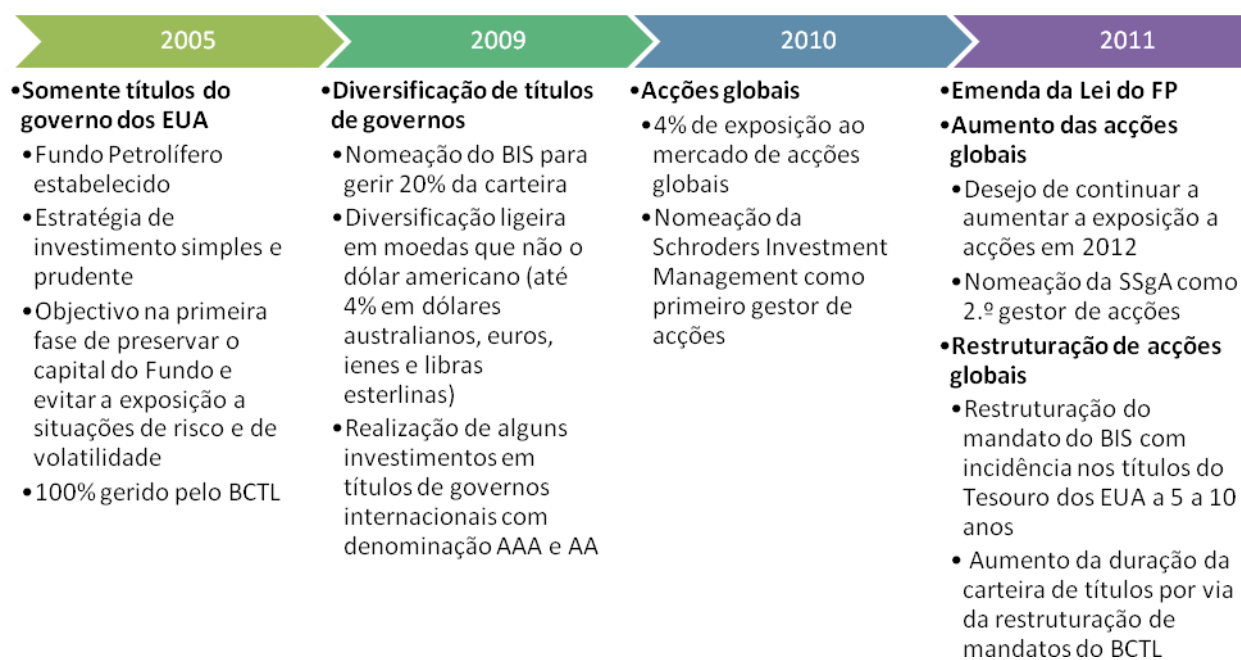 2005
•Somente títulos do
governo dos EUA
•Fundo Petrolífero
estabelecido
•Estratégia de
investimento simples e
prudente
•Objectivo na primeira
fase de preservar o
capital do Fundo e
evitar a exposição a
situações de risco e de
volatilidade
•100% gerido pelo BCTL
2009
•Diversificação de títulos
de governos
•Nomeação do BIS para
gerir 20% da carteira
•Diversificação ligeira
em moedas que não o
dólar americano (até
4% em dólares
australianos, euros,
ienes e libras
esterlinas)
•Realização de alguns
investimentos em
títulos de governos
internacionais com
denominação AAA e AA
2010
•Acções globais
•4% de exposição ao
mercado de acções
globais
•Nomeação da
Schroders Investment
Management como
primeiro gestor de
acções
2011
•Emenda da Lei do FP
•Aumento das acções
globais
•Desejo de continuar a
aumentar a exposição a
acções em 2012
•Nomeação da SSgA como
2.º gestor de acções
•Restruturação de acções
globais
•Restruturação do
mandato do BIS com
incidência nos títulos do
Tesouro dos EUA a 5 a 10
anos
• Aumento da duração da
carteira de títulos por via
da restruturação de
mandatos do BCTL